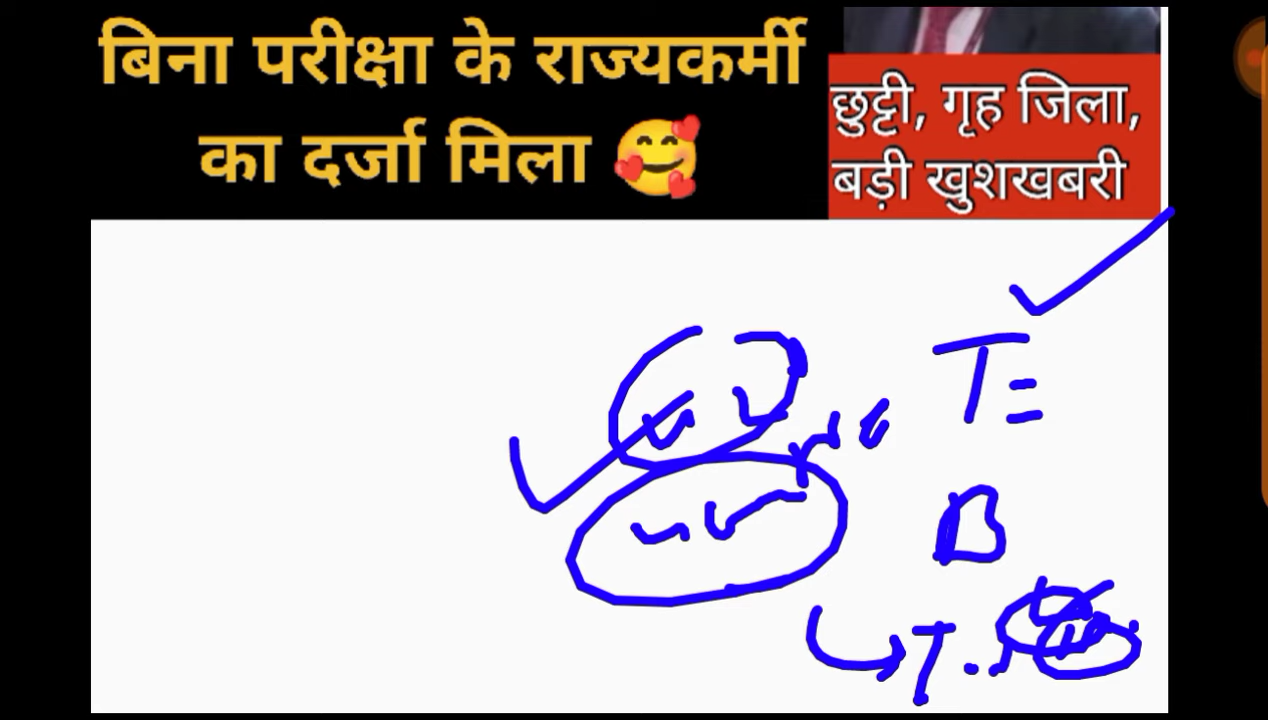 बिना परीक्षा के राज्यकर्मी
का दर्जा मिला 🥰
छुट्टी, गृह जिला,
बड़ी खुशखबरी
T=
B
T